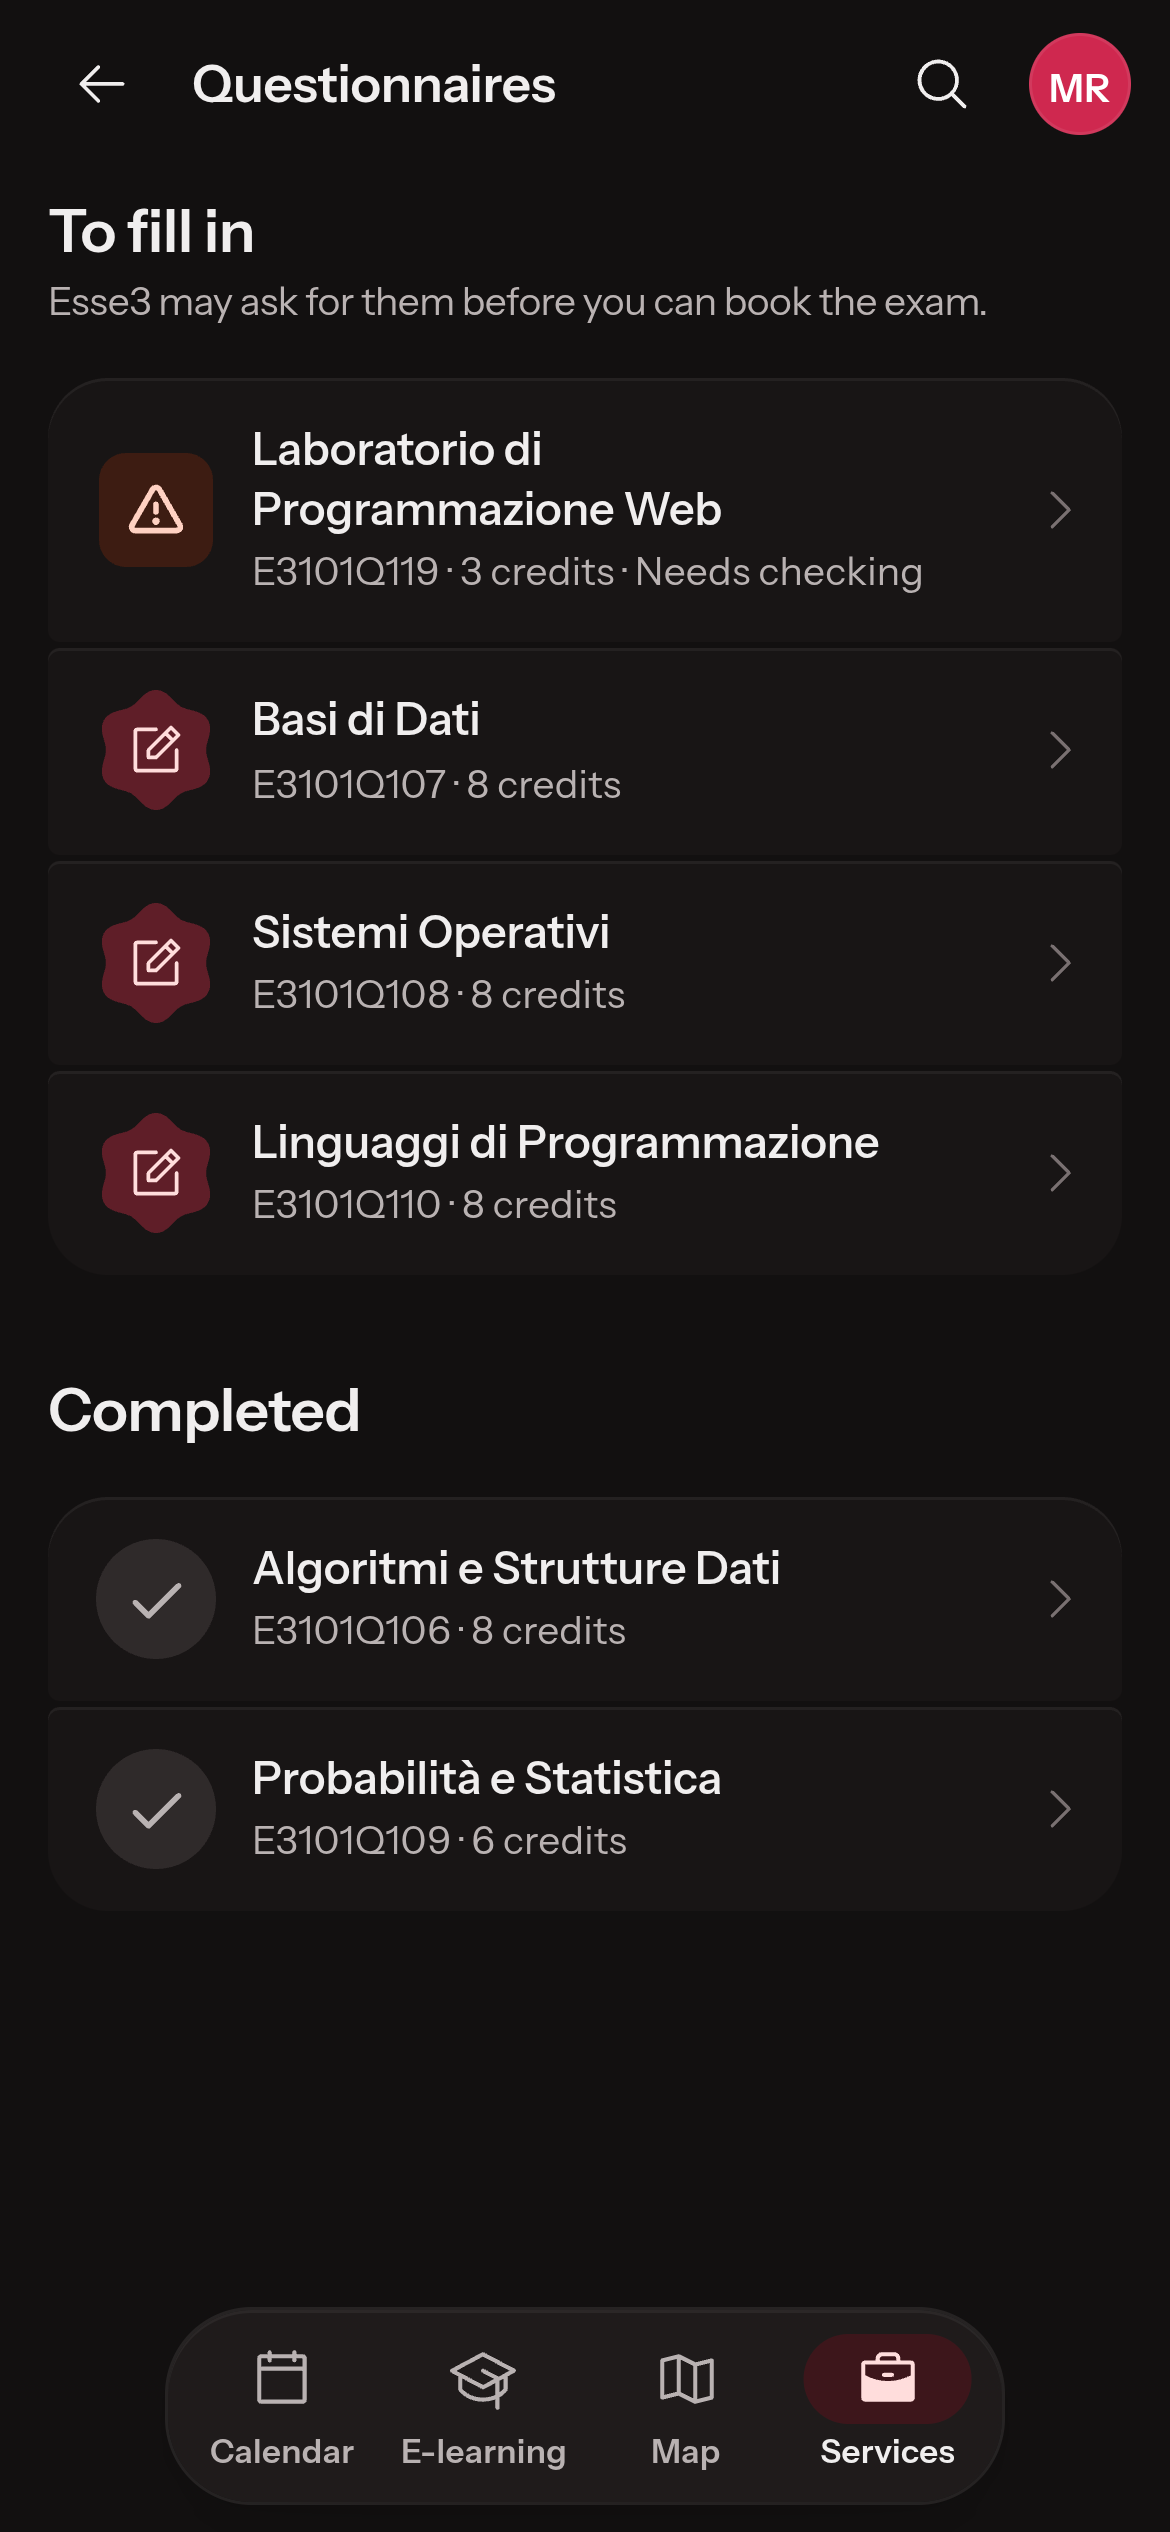 Questionnaires
MR
To fill in
Esse3 may ask for them before you can book the exam.
Laboratorio di
Programmazione Web
E3101Q119 · 3 credits · Needs checking
Basi di Dati
E3101Q107 · 8 credits
Sistemi Operativi
E3101Q108 · 8 credits
Linguaggi di Programmazione
E3101Q110 · 8 credits
Completed
Algoritmi e Strutture Dati
E3101Q106 · 8 credits
Probabilità e Statistica
E3101Q109 · 6 credits
Calendar
E-learning
Map
Services